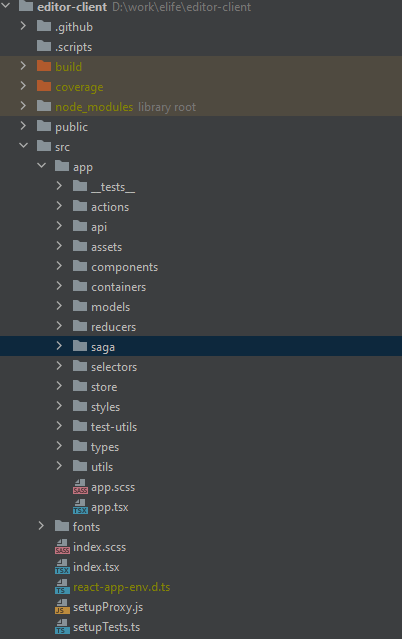 editor-client D:\work\elife\editor-client
.github
.scripts
build
coverage
node_modules library root
public
src
app
__tests__
actions
api
assets
components
containers
models
reducers
saga
selectors
store
styles
test-utils
types
utils
SASS app.scss
TSX app.tsx
fonts
SASS index.scss
TSX index.tsx
TS react-app-env.d.ts
JS setupProxy.js
TS setupTests.ts